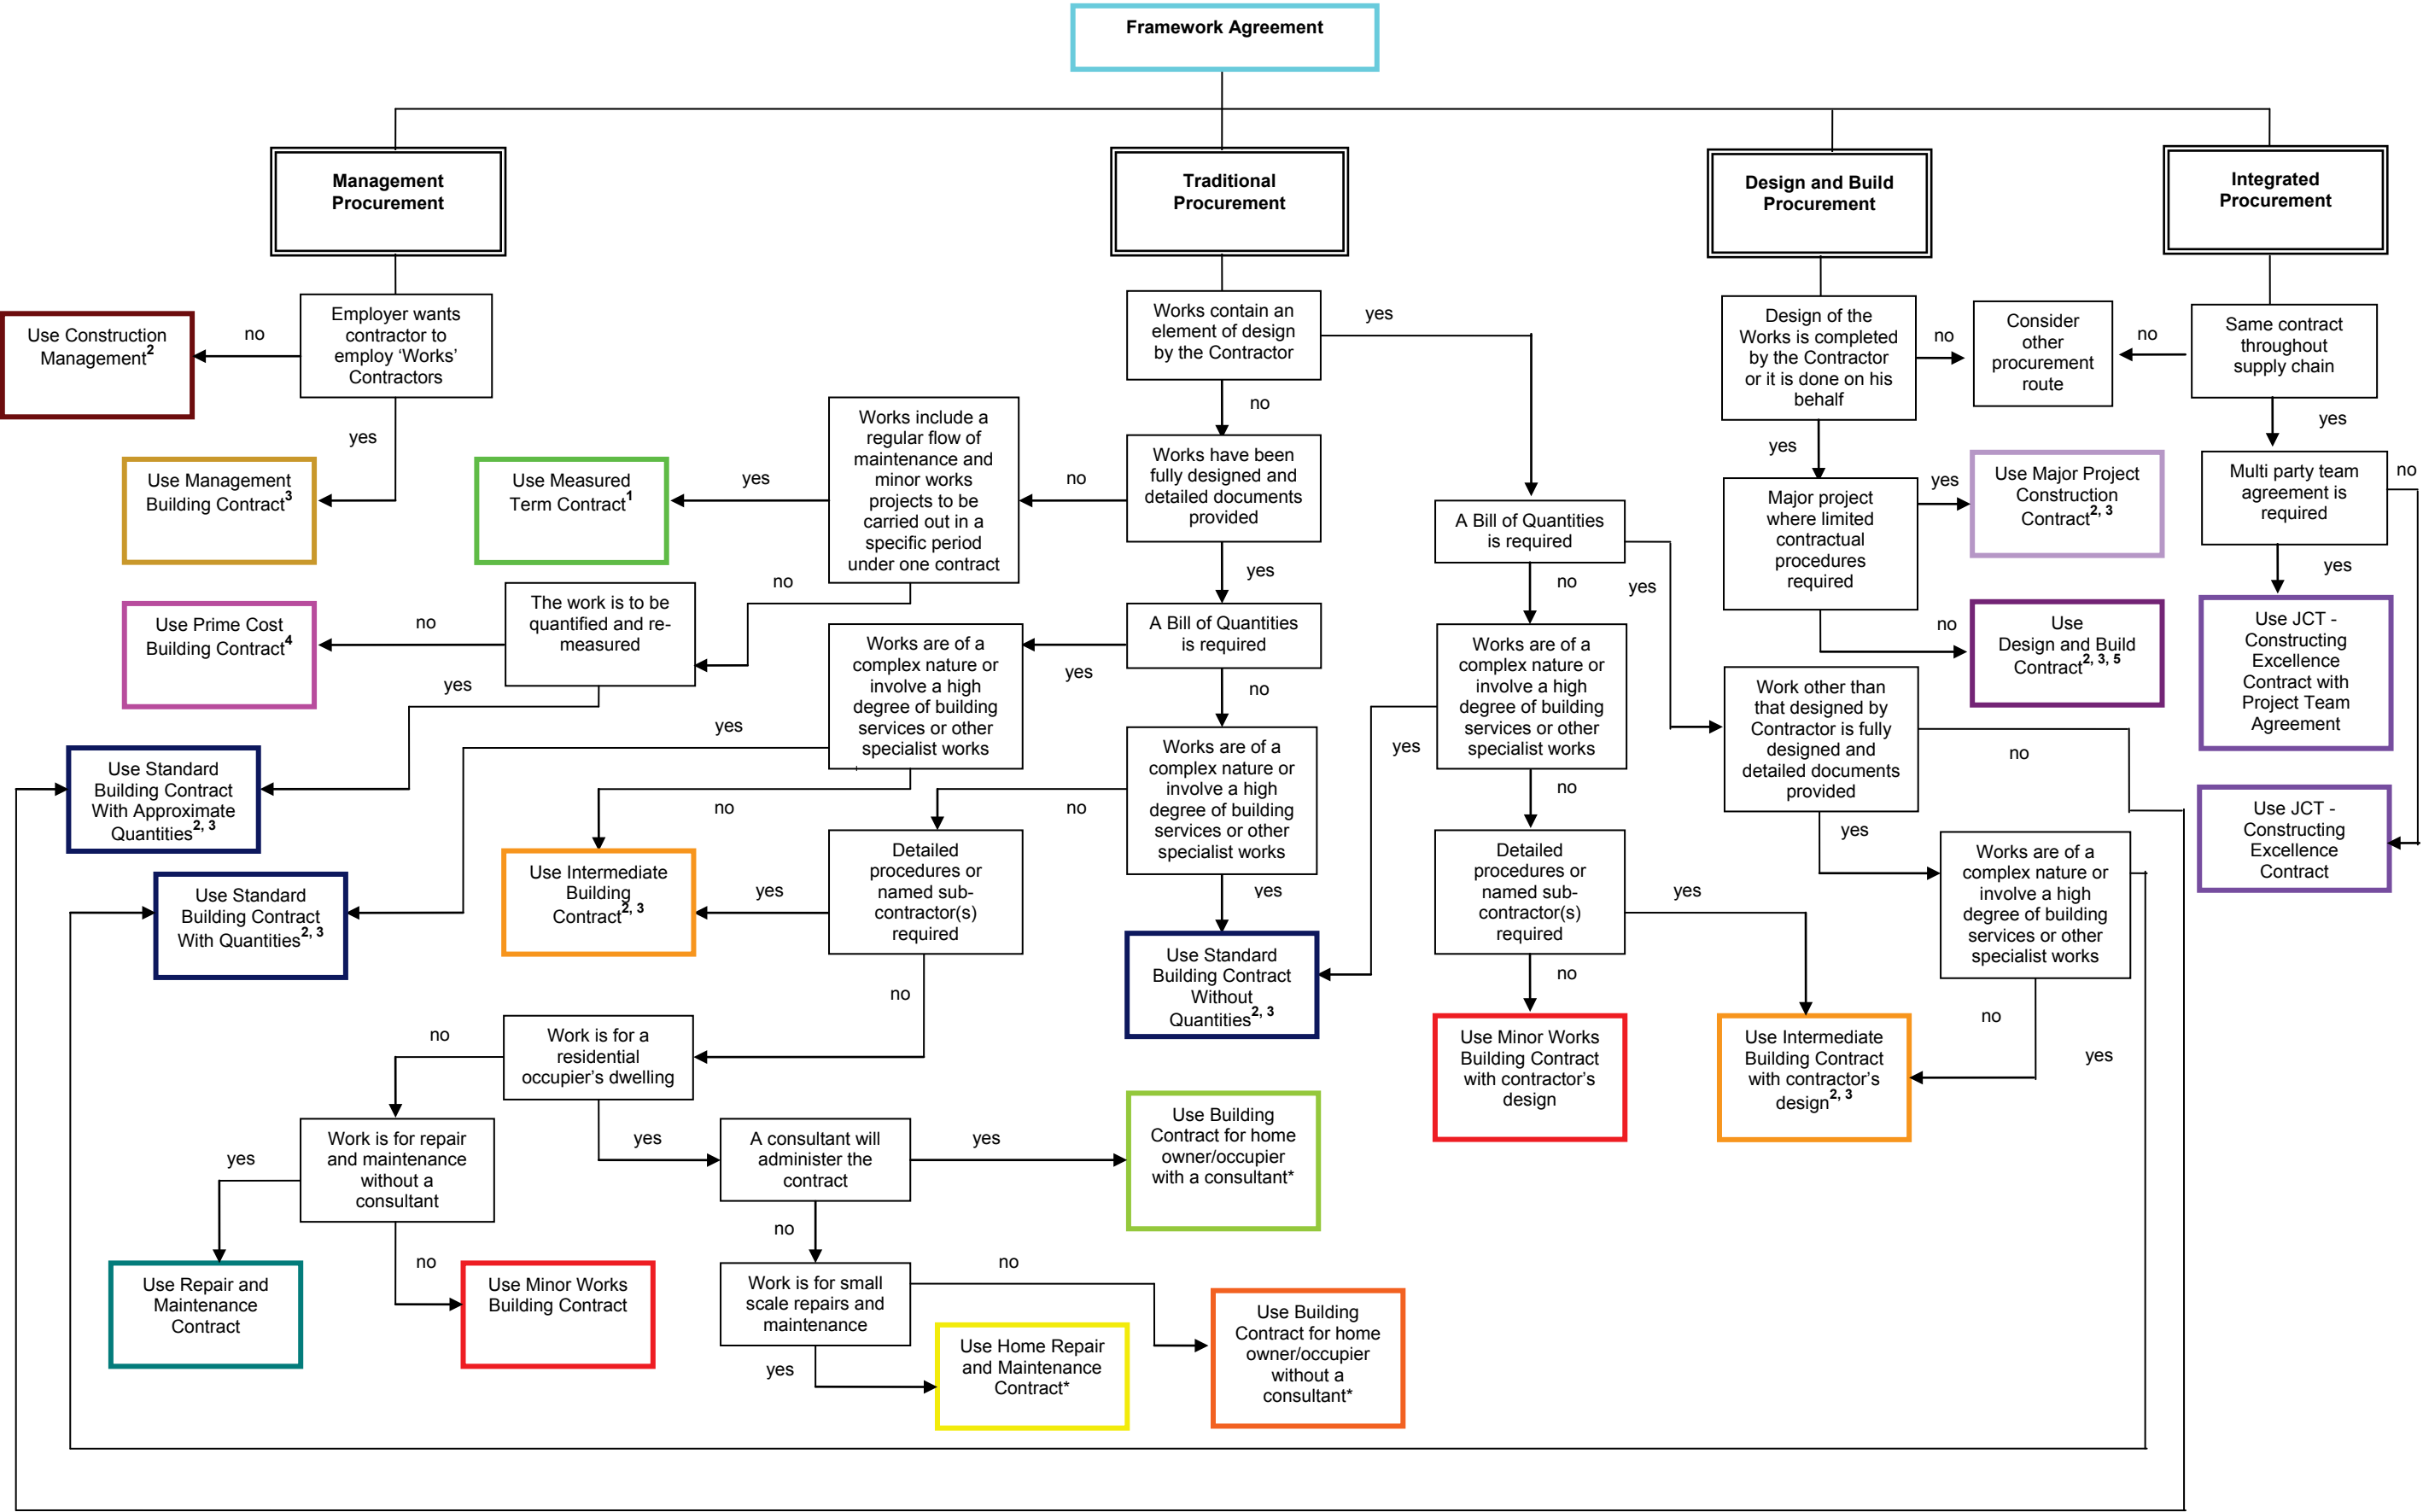 Framework Agreement
Management
Procurement
Traditional
Procurement
Design and Build
Procurement
Integrated
Procurement
Use Construction
Management2
no
Employer wants
contractor to
employ ‘Works’
Contractors
yes
Use Management
Building Contract3
Works contain an
element of design
by the Contractor
yes
no
Works include a
regular flow of
maintenance and
minor works
projects to be
carried out in a
specific period
under one contract
yes
Use Measured
Term Contract1
no
Works have been
fully designed and
detailed documents
provided
no
yes
The work is to be
quantified and re-
measured
no
Use Prime Cost
Building Contract4
yes
A Bill of Quantities
is required
yes
no
Works are of a
complex nature or
involve a high
degree of building
services or other
specialist works
yes
no
Works are of a
complex nature or
involve a high
degree of building
services or other
specialist works
no
yes
Use Standard
Building Contract
With Approximate
Quantities2, 3
Use Standard
Building Contract
With Quantities2, 3
Use Intermediate
Building
Contract2, 3
yes
Detailed
procedures or
named sub-
contractor(s)
required
no
Use Standard
Building Contract
Without
Quantities2, 3
A Bill of Quantities
is required
no
yes
Works are of a
complex nature or
involve a high
degree of building
services or other
specialist works
yes
no
Detailed
procedures or
named sub-
contractor(s)
required
yes
no
Use Minor Works
Building Contract
with contractor’s
design
Use Intermediate
Building Contract
with contractor’s
design2, 3
Design of the
Works is completed
by the Contractor
or it is done on his
behalf
no
Consider
other
procurement
route
no
Same contract
throughout
supply chain
yes
yes
Major project
where limited
contractual
procedures
required
yes
Use Major Project
Construction
Contract2, 3
no
Use
Design and Build
Contract2, 3, 5
Multi party team
agreement is
required
no
yes
Use JCT -
Constructing
Excellence
Contract with
Project Team
Agreement
Use JCT -
Constructing
Excellence
Contract
Work other than
that designed by
Contractor is fully
designed and
detailed documents
provided
no
yes
Works are of a
complex nature or
involve a high
degree of building
services or other
specialist works
no
yes
Work is for a
residential
occupier’s dwelling
no
yes
Work is for repair
and maintenance
without a
consultant
yes
no
Use Repair and
Maintenance
Contract
Use Minor Works
Building Contract
A consultant will
administer the
contract
yes
no
Use Building
Contract for home
owner/occupier
with a consultant*
Work is for small
scale repairs and
maintenance
no
yes
Use Home Repair
and Maintenance
Contract*
Use Building
Contract for home
owner/occupier
without a
consultant*